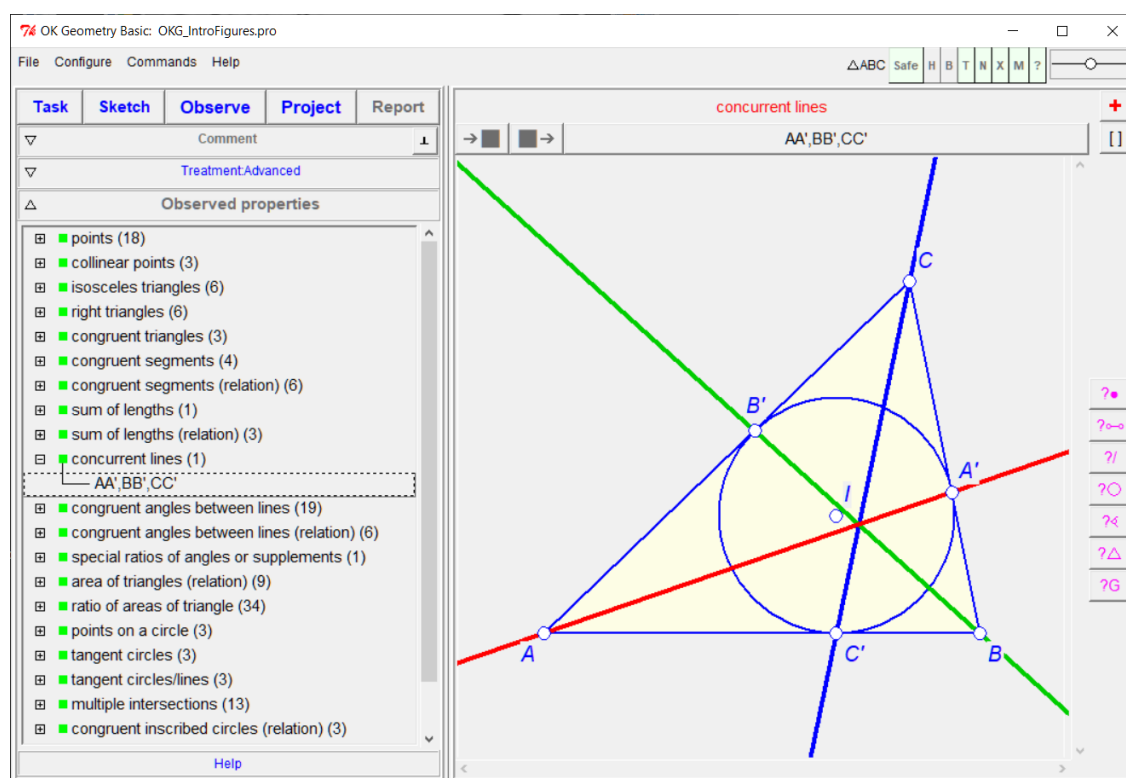 OK Geometry Basic: OKG_IntroFigures.pro
File Configure Commands Help
△ABC Safe H B T N X M ?
Task Sketch Observe Project Report
Comment
Treatment:Advanced
Observed properties
points (18)
collinear points (3)
isosceles triangles (6)
right triangles (6)
congruent triangles (3)
congruent segments (4)
congruent segments (relation) (6)
sum of lengths (1)
sum of lengths (relation) (3)
concurrent lines (1)
AA',BB',CC'
congruent angles between lines (19)
congruent angles between lines (relation) (6)
special ratios of angles or supplements (1)
area of triangles (relation) (9)
ratio of areas of triangle (34)
points on a circle (3)
tangent circles (3)
tangent circles/lines (3)
multiple intersections (13)
congruent inscribed circles (relation) (3)
Help
concurrent lines
+
AA',BB',CC'
[ ]
C
B'
A'
I
A
C'
B
?●
?o-o
?/
?○
?∢
?△
?G